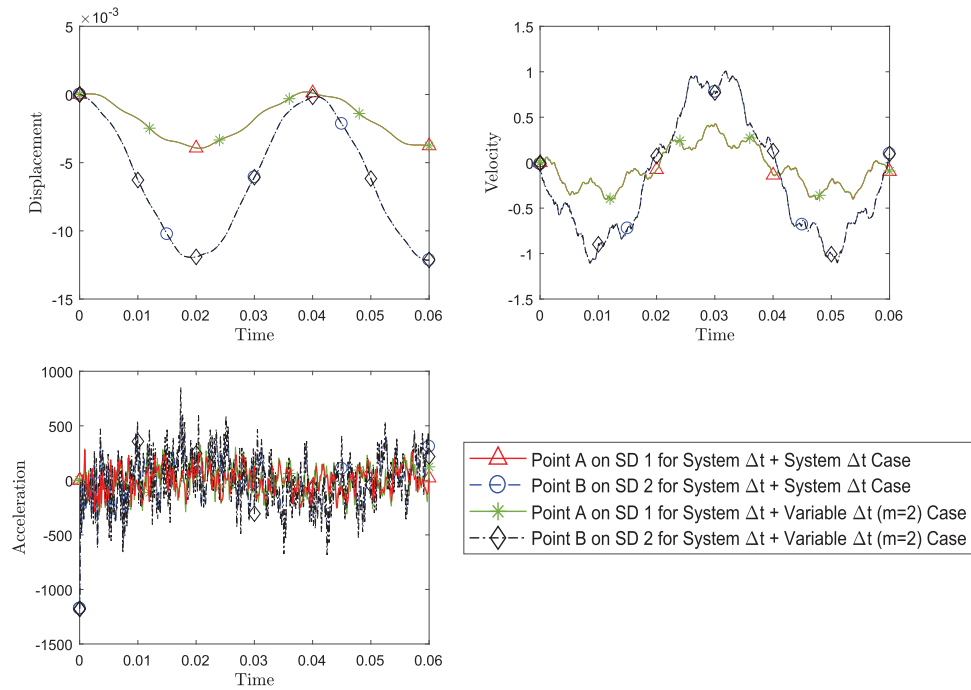 ×10⁻³
5
0
-5
-10
-15
Displacement
0 0.01 0.02 0.03 0.04 0.05 0.06
Time
1.5
1
0.5
0
-0.5
-1
-1.5
Velocity
0 0.01 0.02 0.03 0.04 0.05 0.06
Time
1000
500
0
-500
-1000
-1500
Acceleration
0 0.01 0.02 0.03 0.04 0.05 0.06
Time
Point A on SD 1 for System Δt + System Δt Case
Point B on SD 2 for System Δt + System Δt Case
Point A on SD 1 for System Δt + Variable Δt (m=2) Case
Point B on SD 2 for System Δt + Variable Δt (m=2) Case